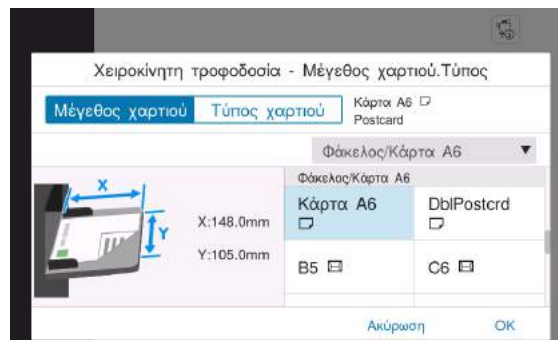 Χειροκίνητη τροφοδοσία - Μέγεθος χαρτιού.Τύπος
Μέγεθος χαρτιού
Τύπος χαρτιού
Κάρτα A6
Postcard
Φάκελος/Κάρτα A6
Φάκελος/Κάρτα A6
Κάρτα A6
DblPostcrd
X
Y
X:148.0mm
Y:105.0mm
B5
C6
Ακύρωση
OK